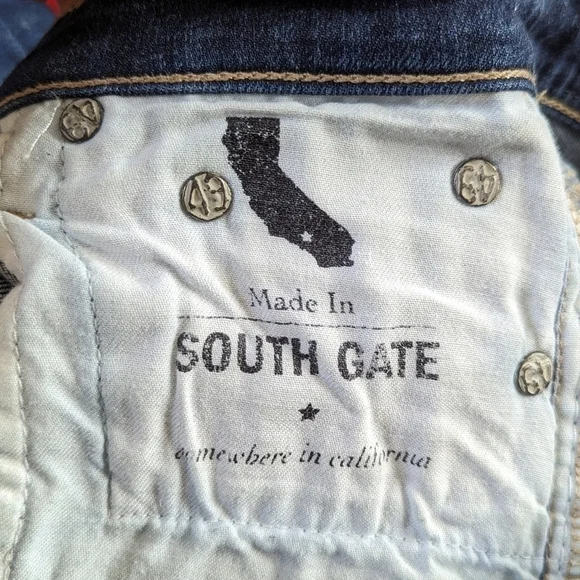 Made In
SOUTH GATE
somewhere in california